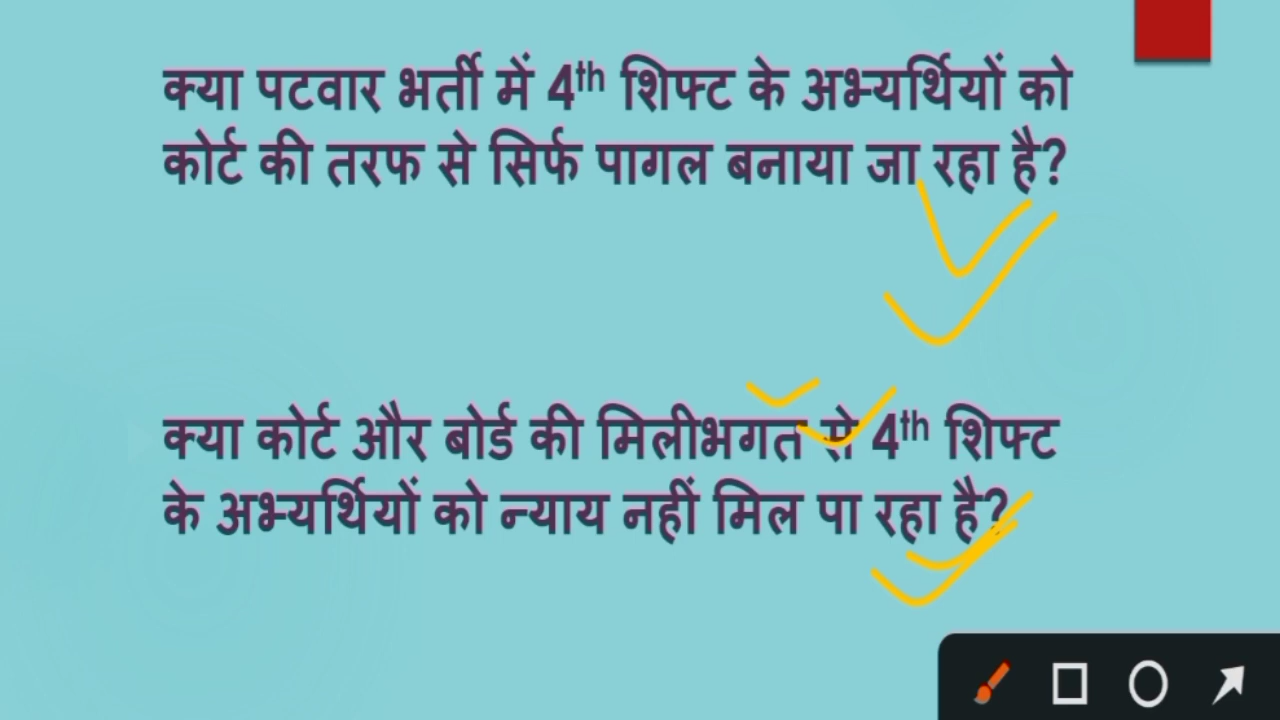 क्या पटवार भर्ती में 4th शिफ्ट के अभ्यर्थियों को
कोर्ट की तरफ से सिर्फ पागल बनाया जा रहा है?
क्या कोर्ट और बोर्ड की मिलीभगत से 4th शिफ्ट
के अभ्यर्थियों को न्याय नहीं मिल पा रहा है?